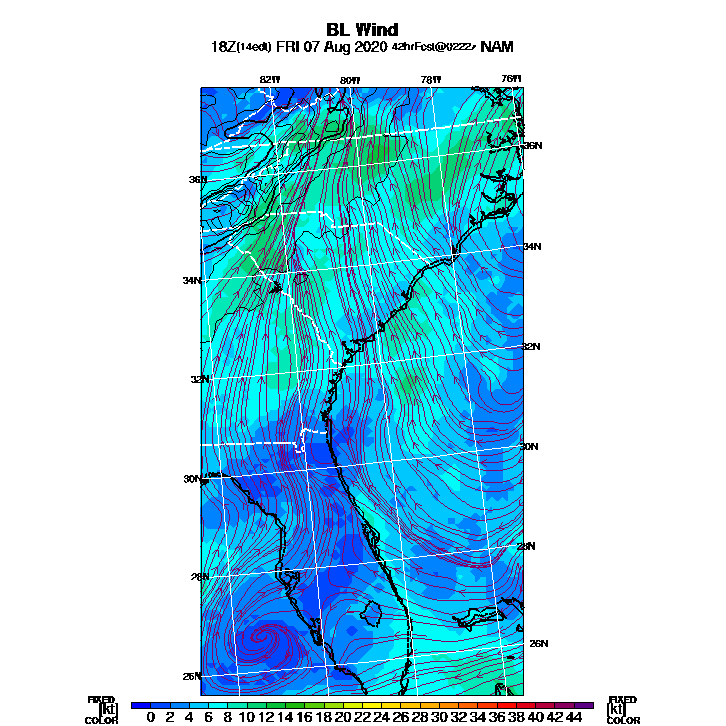 BL Wind
18Z(14edt) FRI 07 Aug 2020 42hrFcst@0222z NAM
82W 80W 78W 76W
36N 36N
34N 34N
32N 32N
30N 30N
28N 28N
26N 26N
FIXED FIXED
[kt] 0 2 4 6 8 10 12 14 16 18 20 22 24 26 28 30 32 34 36 38 40 42 44 [kt]
COLOR COLOR